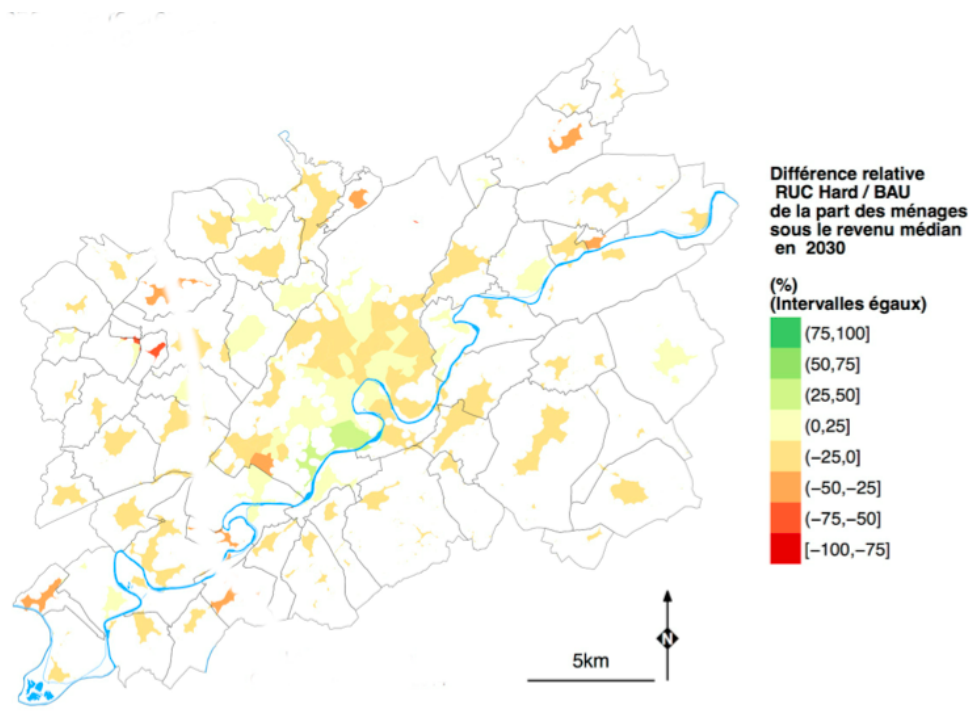 Différence relative
RUC Hard / BAU
de la part des ménages
sous le revenu médian
en 2030
(%)
(Intervalles égaux)
(75,100]
(50,75]
(25,50]
(0,25]
(−25,0]
(−50,−25]
(−75,−50]
[−100,−75]
N
5km